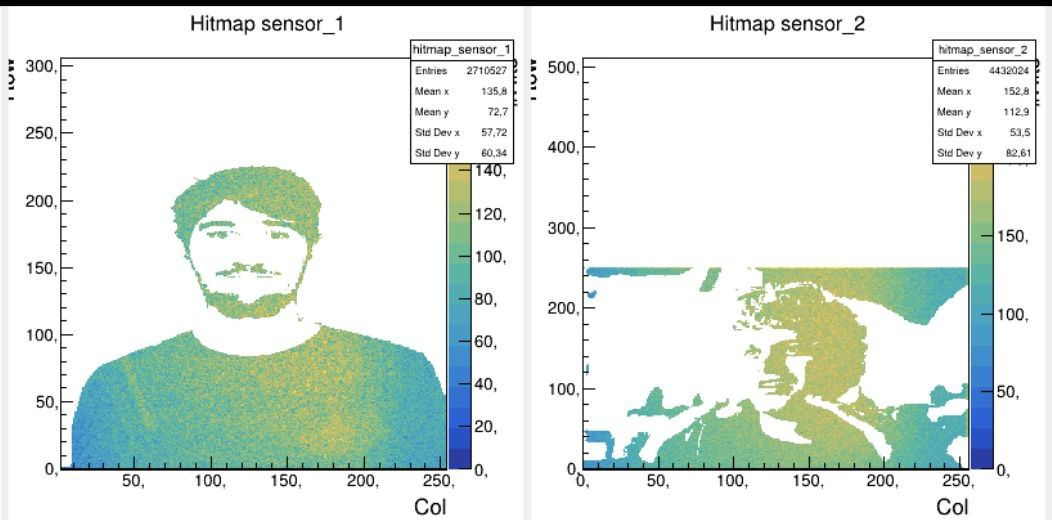 Hitmap sensor_1
hitmap_sensor_1
Entries 2710527
Mean x 135,8
Mean y 72,7
Std Dev x 57,72
Std Dev y 60,34
300,
250,
200,
150,
100,
50,
0,
50, 100, 150, 200, 250,
Col
140,
120,
100,
80,
60,
40,
20,
0,
Hitmap sensor_2
hitmap_sensor_2
Entries 4432024
Mean x 152,8
Mean y 112,9
Std Dev x 53,5
Std Dev y 82,61
500,
400,
300,
200,
100,
0,
0, 50, 100, 150, 200, 250,
Col
150,
100,
50,
0,